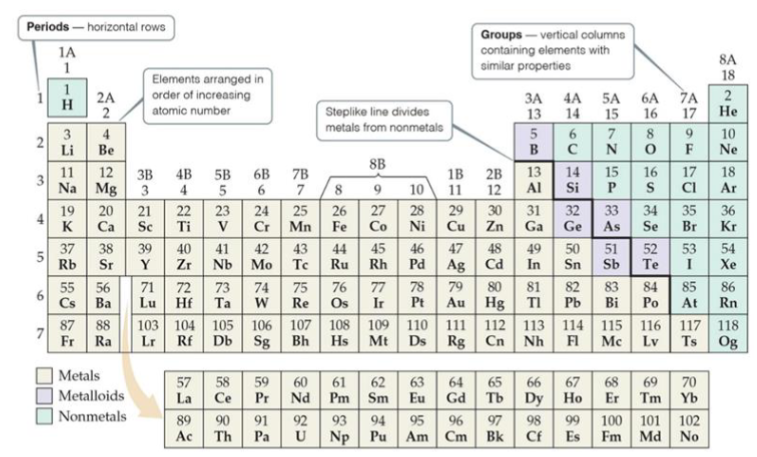 Periods — horizontal rows
Groups — vertical columns
containing elements with
similar properties
1A
1
8A
18
Elements arranged in
order of increasing
atomic number
Steplike line divides
metals from nonmetals
2A
2
3A 4A 5A 6A 7A
13 14 15 16 17
1 1 2
H He
2 3 4 5 6 7 8 9 10
Li Be B C N O F Ne
3B 4B 5B 6B 7B 8B 1B 2B
3 4 5 6 7 8 9 10 11 12
3 11 12 13 14 15 16 17 18
Na Mg Al Si P S Cl Ar
4 19 20 21 22 23 24 25 26 27 28 29 30 31 32 33 34 35 36
K Ca Sc Ti V Cr Mn Fe Co Ni Cu Zn Ga Ge As Se Br Kr
5 37 38 39 40 41 42 43 44 45 46 47 48 49 50 51 52 53 54
Rb Sr Y Zr Nb Mo Tc Ru Rh Pd Ag Cd In Sn Sb Te I Xe
6 55 56 71 72 73 74 75 76 77 78 79 80 81 82 83 84 85 86
Cs Ba Lu Hf Ta W Re Os Ir Pt Au Hg Tl Pb Bi Po At Rn
7 87 88 103 104 105 106 107 108 109 110 111 112 113 114 115 116 117 118
Fr Ra Lr Rf Db Sg Bh Hs Mt Ds Rg Cn Nh Fl Mc Lv Ts Og
Metals
Metalloids
Nonmetals
57 58 59 60 61 62 63 64 65 66 67 68 69 70
La Ce Pr Nd Pm Sm Eu Gd Tb Dy Ho Er Tm Yb
89 90 91 92 93 94 95 96 97 98 99 100 101 102
Ac Th Pa U Np Pu Am Cm Bk Cf Es Fm Md No